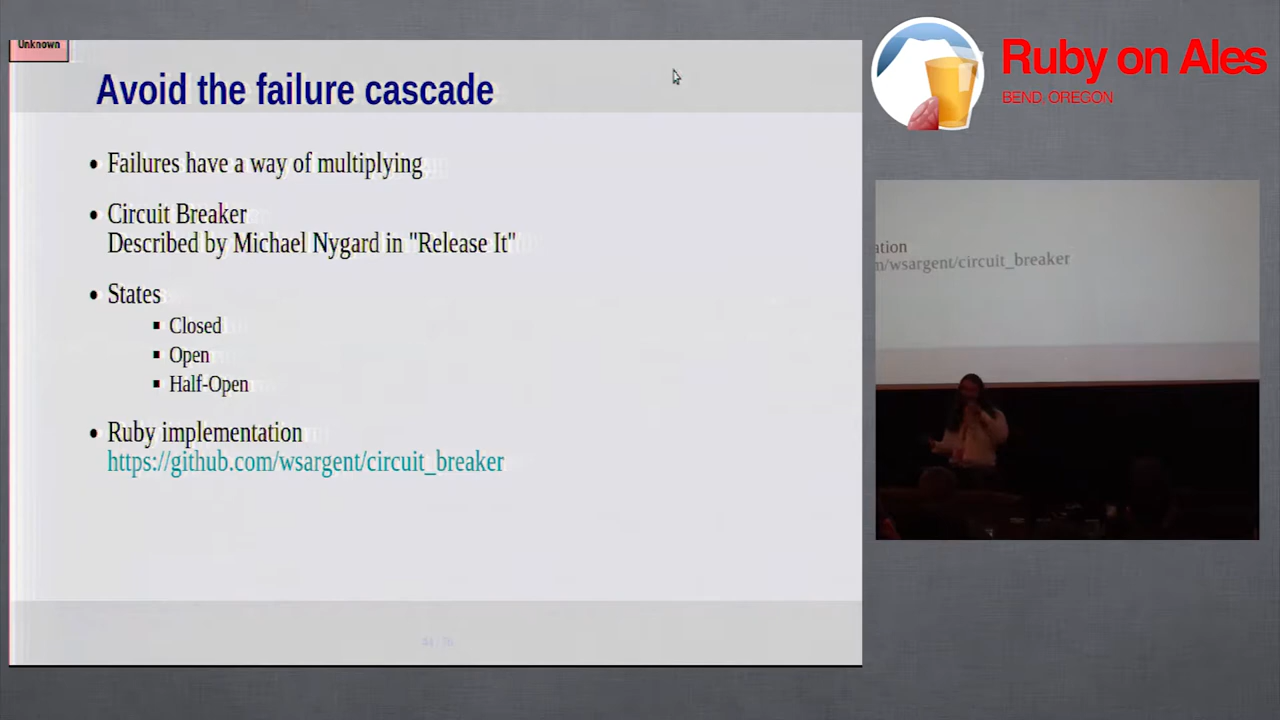 Unknown
Avoid the failure cascade
Failures have a way of multiplying
Circuit Breaker
Described by Michael Nygard in "Release It"
States
Closed
Open
Half-Open
Ruby implementation
https://github.com/wsargent/circuit_breaker
Ruby on Ales
BEND, OREGON
ation
m/wsargent/circuit_breaker